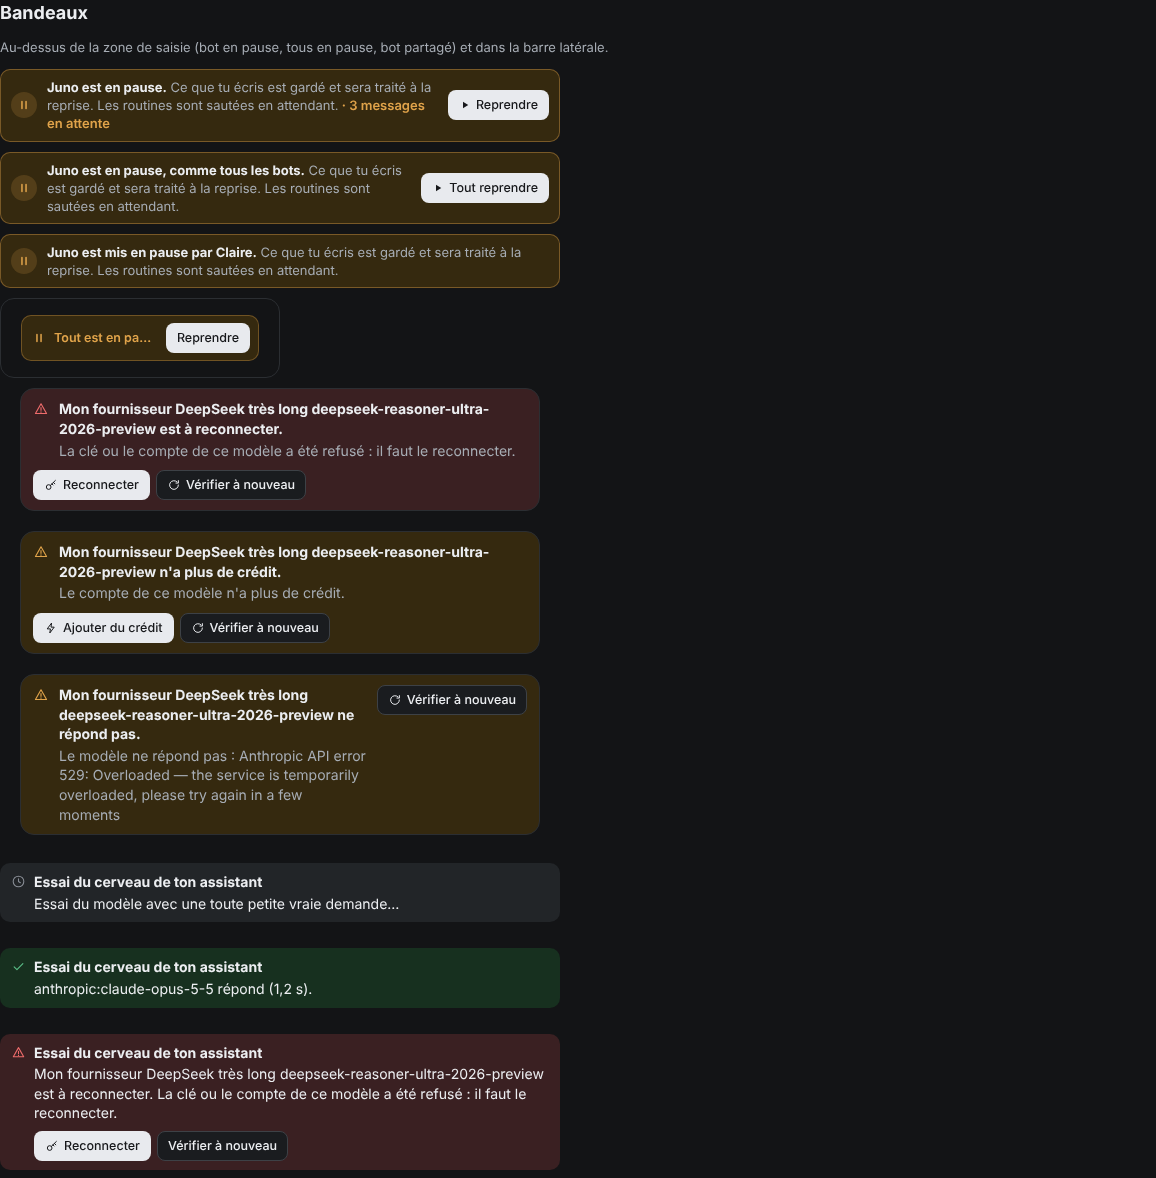 Bandeaux
Au-dessus de la zone de saisie (bot en pause, tous en pause, bot partagé) et dans la barre latérale.
Juno est en pause. Ce que tu écris est gardé et sera traité à la
reprise. Les routines sont sautées en attendant. · 3 messages
en attente
Reprendre
Juno est en pause, comme tous les bots. Ce que tu écris
est gardé et sera traité à la reprise. Les routines sont
sautées en attendant.
Tout reprendre
Juno est mis en pause par Claire. Ce que tu écris est gardé et sera traité à la
reprise. Les routines sont sautées en attendant.
Tout est en pa...
Reprendre
Mon fournisseur DeepSeek très long deepseek-reasoner-ultra-
2026-preview est à reconnecter.
La clé ou le compte de ce modèle a été refusé : il faut le reconnecter.
Reconnecter
Vérifier à nouveau
Mon fournisseur DeepSeek très long deepseek-reasoner-ultra-
2026-preview n'a plus de crédit.
Le compte de ce modèle n'a plus de crédit.
Ajouter du crédit
Vérifier à nouveau
Mon fournisseur DeepSeek très long
deepseek-reasoner-ultra-2026-preview ne
répond pas.
Vérifier à nouveau
Le modèle ne répond pas : Anthropic API error
529: Overloaded — the service is temporarily
overloaded, please try again in a few
moments
Essai du cerveau de ton assistant
Essai du modèle avec une toute petite vraie demande...
Essai du cerveau de ton assistant
anthropic:claude-opus-5-5 répond (1,2 s).
Essai du cerveau de ton assistant
Mon fournisseur DeepSeek très long deepseek-reasoner-ultra-2026-preview
est à reconnecter. La clé ou le compte de ce modèle a été refusé : il faut le
reconnecter.
Reconnecter
Vérifier à nouveau